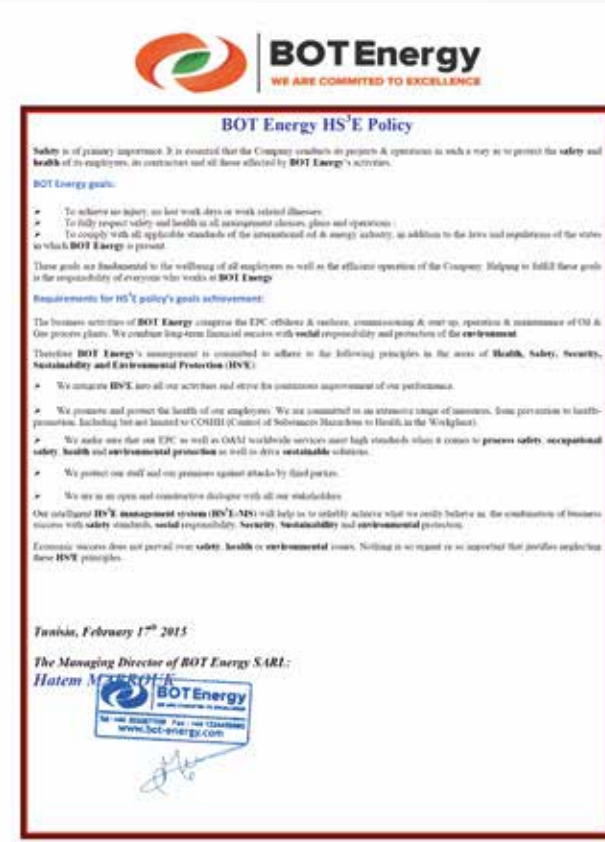 BOT Energy
WE ARE COMMITED TO EXCELLENCE
BOT Energy HS³E Policy
Safety is of primary importance. It is essential that the Company conducts its projects & operations in such a way as to protect the safety and
health of its employees, its contractors and all those affected by BOT Energy's activities.
BOT Energy goals:
➤ To achieve no injury, no lost work days or work related illnesses;
➤ To fully respect safety and health in all management choices, plans and operations ;
➤ To comply with all applicable standards of the international oil & energy industry, in addition to the laws and regulations of the states
in which BOT Energy is present.
These goals are fundamental to the wellbeing of all employees as well as the efficient operation of the Company. Helping to fulfill these goals
is the responsibility of everyone who works at BOT Energy
Requirements for HS³E policy's goals achievement:
The business activities of BOT Energy comprise the EPC offshore & onshore, commissioning & start up, operation & maintenance of Oil &
Gas process plants. We combine long-term financial success with social responsibility and protection of the environment.
Therefore BOT Energy's management is committed to adhere to the following principles in the areas of Health, Safety, Security,
Sustainability and Environmental Protection (HS³E):
➤ We integrate HS³E into all our activities and strive for continuous improvement of our performance.
➤ We promote and protect the health of our employees. We are committed to an extensive range of measures, from prevention to health-
promotion. Including but not limited to COSHH (Control of Substances Hazardous to Health in the Workplace).
➤ We make sure that our EPC as well as O&M worldwide services meet high standards when it comes to process safety, occupational
safety, health and environmental protection as well as drive sustainable solutions.
➤ We protect our staff and our premises against attacks by third parties.
➤ We are in an open and constructive dialogue with all our stakeholders.
Our intelligent HS³E management system (HS³E-MS) will help us to reliably achieve what we really believe in: the combination of business
success with safety standards, social responsibility, Security, Sustainability and environmental protection.
Economic success does not prevail over safety, health or environmental issues. Nothing is so urgent or so important that justifies neglecting
these HS³E principles.
Tunisia, February 17th 2015
The Managing Director of BOT Energy SARL:
Hatem MABROUK
BOT Energy
WE ARE COMMITED TO EXCELLENCE
www.bot-energy.com